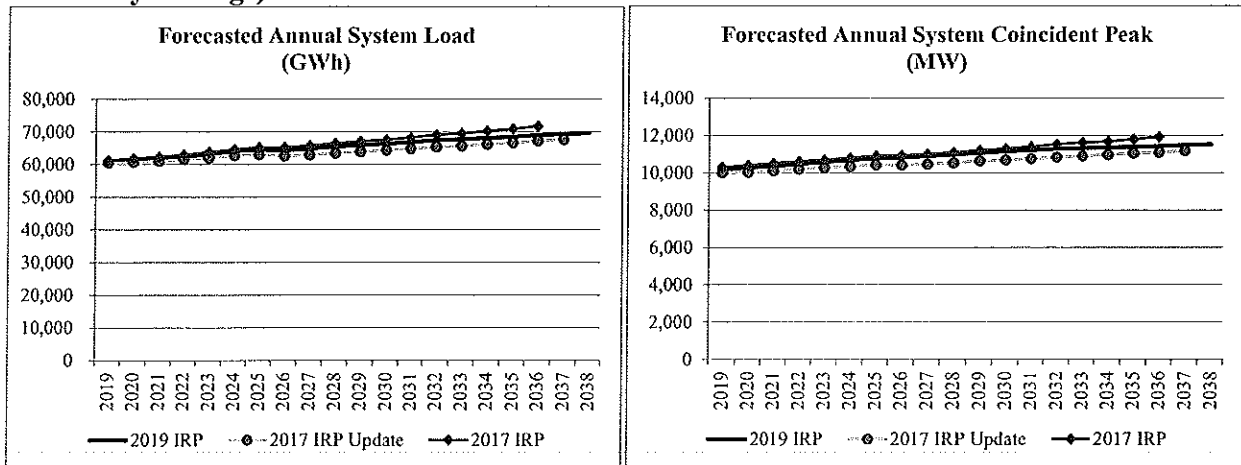 Forecasted Annual System Load
(GWh)
80,000
70,000
60,000
50,000
40,000
30,000
20,000
10,000
0
2019 2020 2021 2022 2023 2024 2025 2026 2027 2028 2029 2030 2031 2032 2033 2034 2035 2036 2037 2038
2019 IRP 2017 IRP Update 2017 IRP
Forecasted Annual System Coincident Peak
(MW)
14,000
12,000
10,000
8,000
6,000
4,000
2,000
0
2019 2020 2021 2022 2023 2024 2025 2026 2027 2028 2029 2030 2031 2032 2033 2034 2035 2036 2037 2038
2019 IRP 2017 IRP Update 2017 IRP